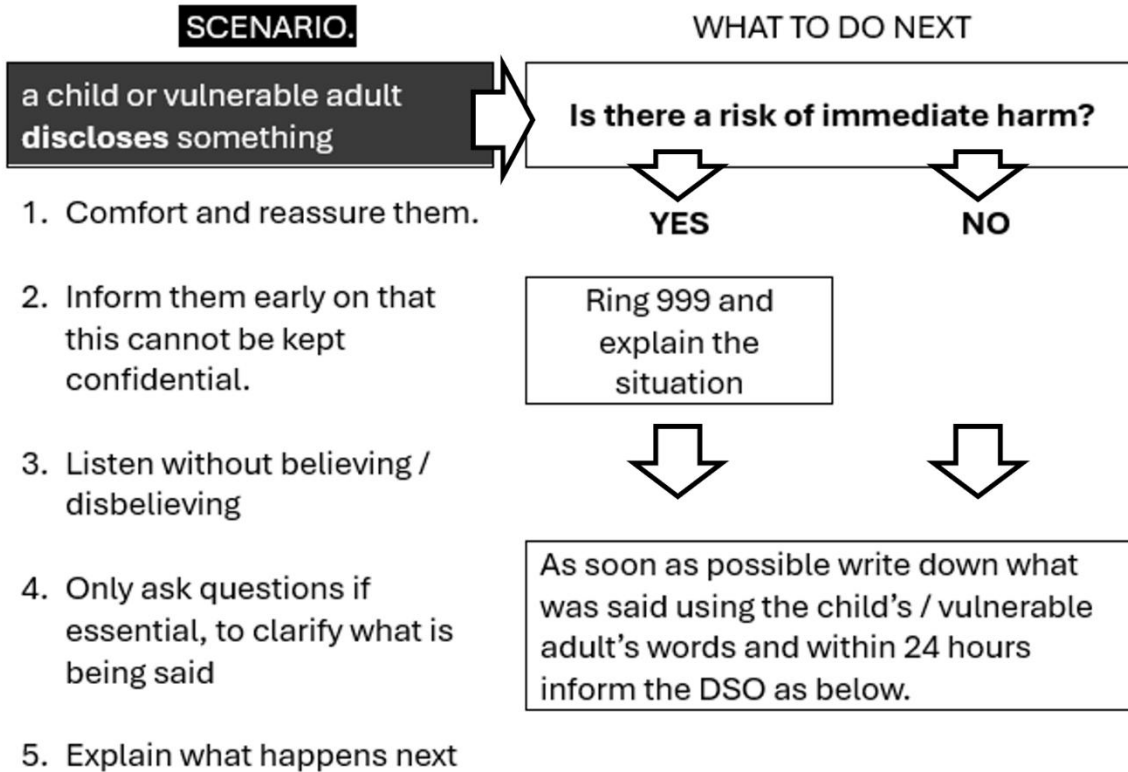 SCENARIO.
a child or vulnerable adult
discloses something
1. Comfort and reassure them.
2. Inform them early on that
this cannot be kept
confidential.
3. Listen without believing /
disbelieving
4. Only ask questions if
essential, to clarify what is
being said
5. Explain what happens next
WHAT TO DO NEXT
Is there a risk of immediate harm?
YES
NO
Ring 999 and
explain the
situation
As soon as possible write down what
was said using the child’s / vulnerable
adult’s words and within 24 hours
inform the DSO as below.